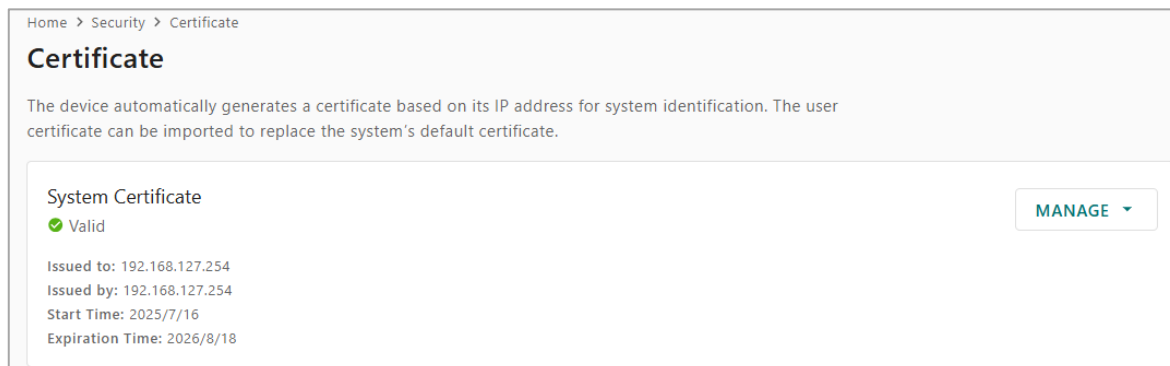 Home > Security > Certificate
Certificate
The device automatically generates a certificate based on its IP address for system identification. The user
certificate can be imported to replace the system's default certificate.
System Certificate
MANAGE
Valid
Issued to: 192.168.127.254
Issued by: 192.168.127.254
Start Time: 2025/7/16
Expiration Time: 2026/8/18